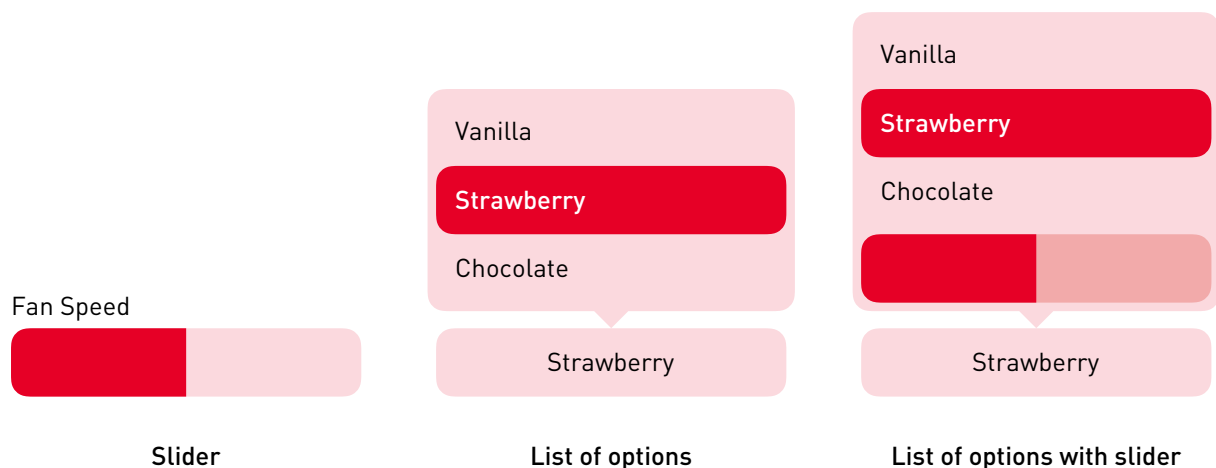 Fan Speed
Slider
Vanilla
Strawberry
Chocolate
Strawberry
List of options
Vanilla
Strawberry
Chocolate
Strawberry
List of options with slider